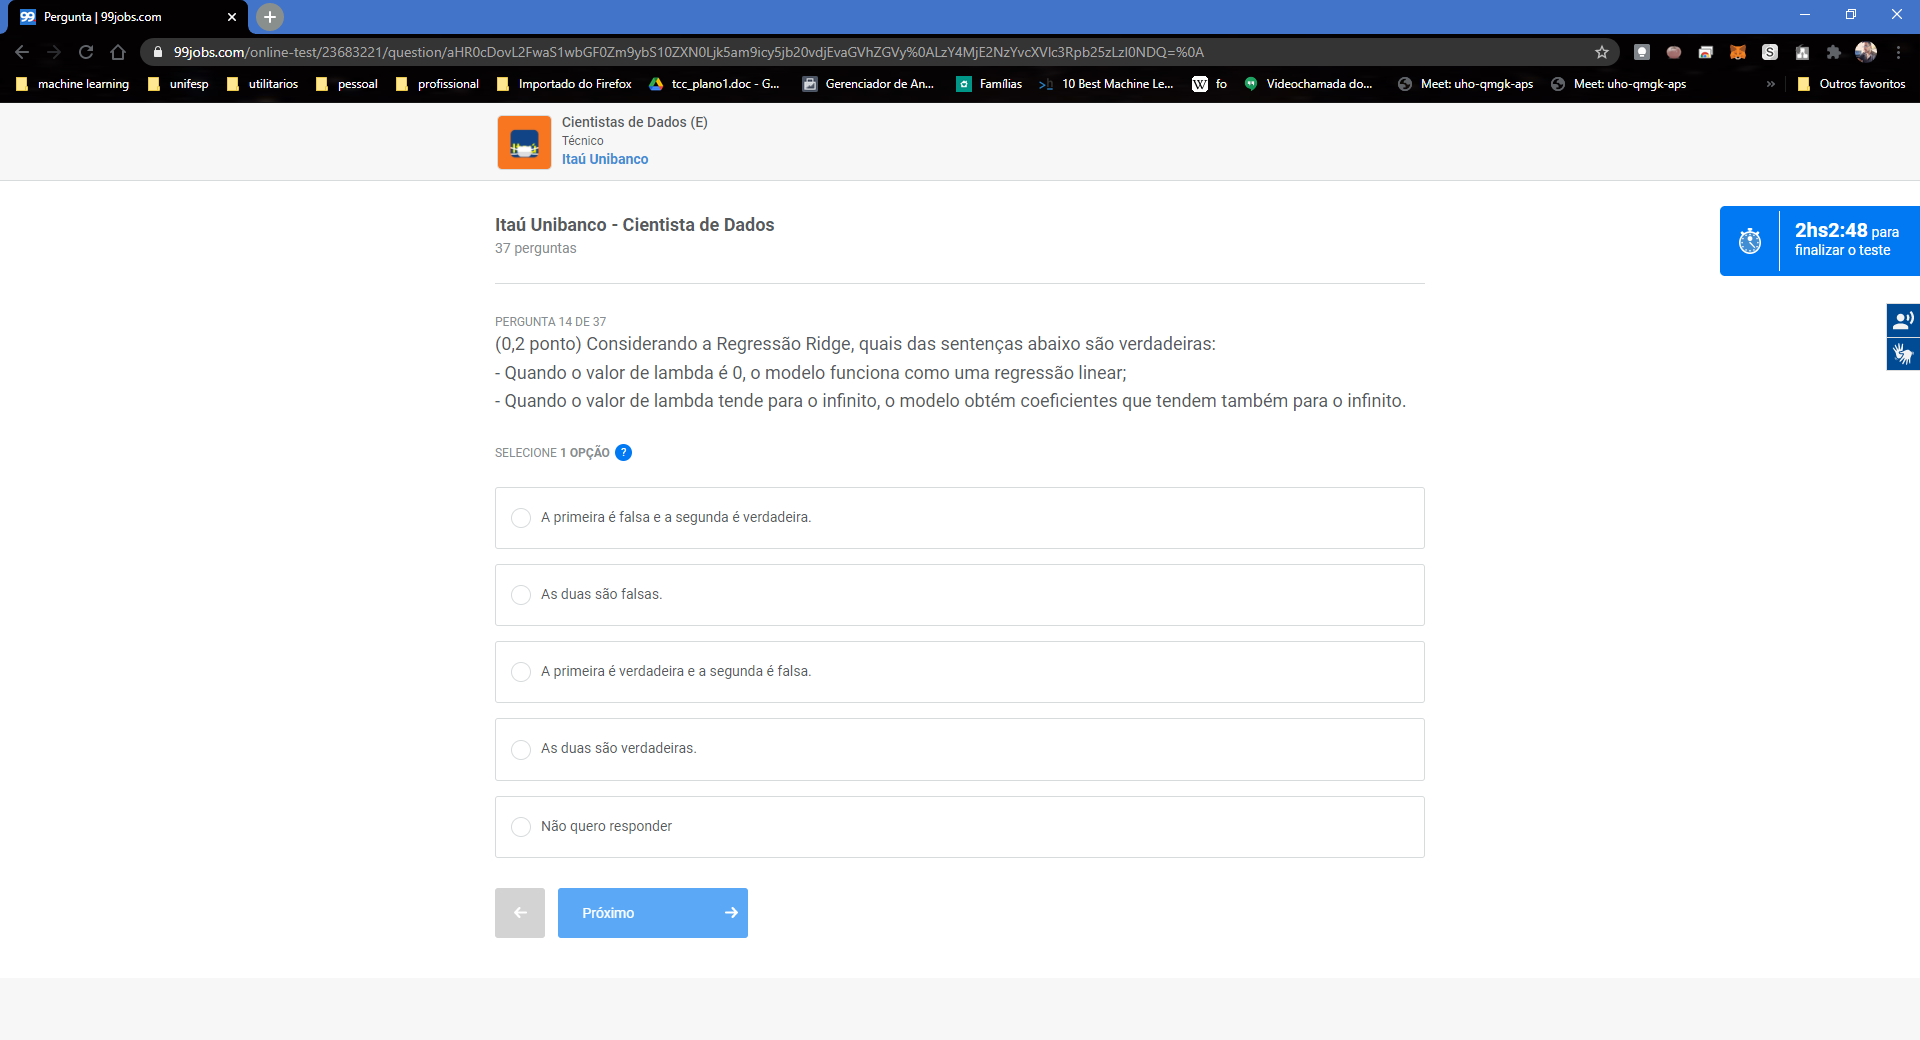 Pergunta | 99jobs.com
99jobs.com/online-test/23683221/question/aHR0cDovL2FwaS1wbGF0Zm9ybS10ZXN0Ljk5am9icy5jb20vdjEvaGVhZGVy%0ALzY4MjE2NzYvcXVlc3Rpb25zLzI0NDQ=%0A
machine learning unifesp utilitarios pessoal profissional Importado do Firefox tcc_plano1.doc - G... Gerenciador de An... Famílias 10 Best Machine Le... W fo Videochamada do... Meet: uho-qmgk-aps Meet: uho-qmgk-aps » Outros favoritos
Cientistas de Dados (E)
Técnico
Itaú Unibanco
Itaú Unibanco - Cientista de Dados
37 perguntas
2hs2:48 para
finalizar o teste
PERGUNTA 14 DE 37
(0,2 ponto) Considerando a Regressão Ridge, quais das sentenças abaixo são verdadeiras:
- Quando o valor de lambda é 0, o modelo funciona como uma regressão linear;
- Quando o valor de lambda tende para o infinito, o modelo obtém coeficientes que tendem também para o infinito.
SELECIONE 1 OPÇÃO ?
A primeira é falsa e a segunda é verdadeira.
As duas são falsas.
A primeira é verdadeira e a segunda é falsa.
As duas são verdadeiras.
Não quero responder
Próximo